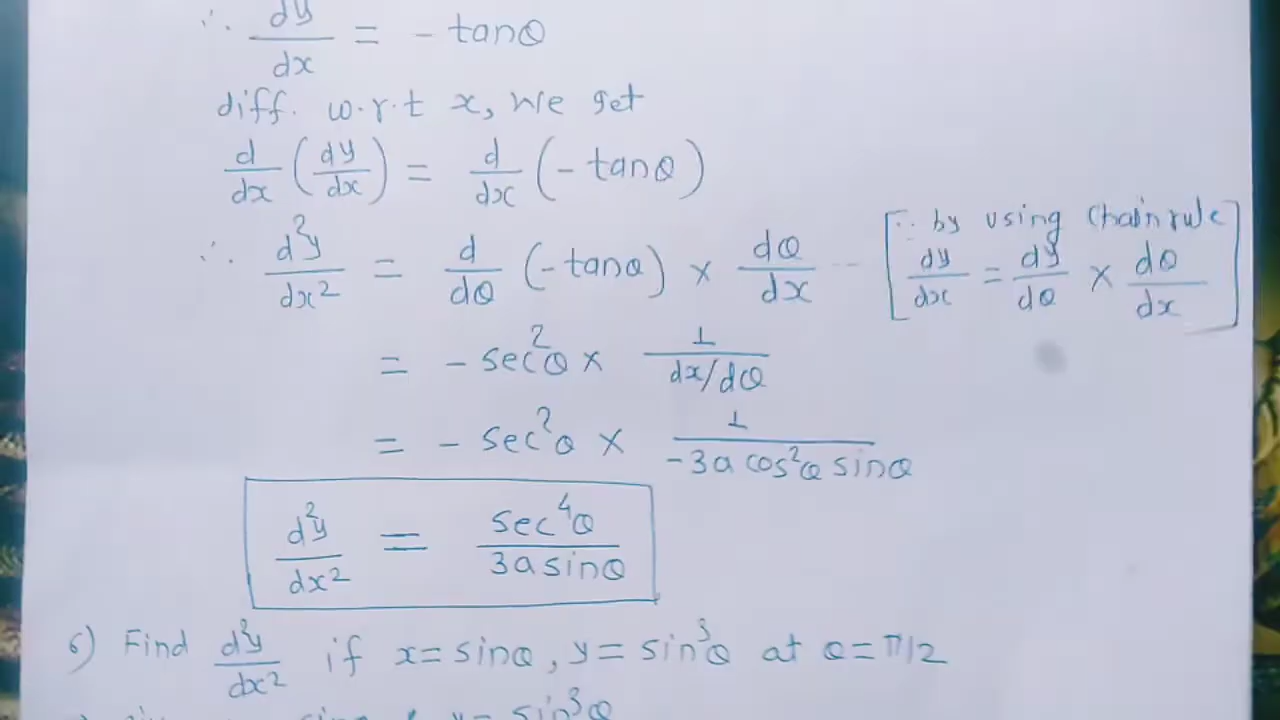 ∴ dy/dx = - tanθ
diff. w.r.t x, we get
d/dx (dy/dx) = d/dx (- tanθ)
∴ d²y/dx² = d/dθ (-tanθ) × dθ/dx -- [∵ by using Chain rule
dy/dx = dy/dθ × dθ/dx]
= - sec²θ × 1/(dx/dθ)
= - sec²θ × 1/(-3a cos²θ sinθ)
d²y/dx² = sec⁴θ/(3a sinθ)
6) Find d²y/dx² if x = sinθ, y = sin³θ at θ = π/2
y = sin³θ